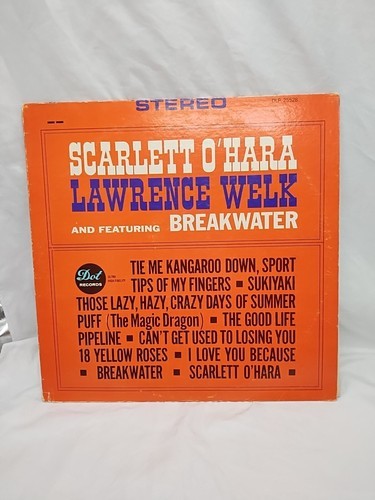 STEREO
SCARLETT O'HARA
LAWRENCE WELK
AND FEATURING BREAKWATER
Dot
RECORDS
TIE ME KANGAROO DOWN, SPORT
TIPS OF MY FINGERS ▪ SUKIYAKI
THOSE LAZY, HAZY, CRAZY DAYS OF SUMMER
PUFF (The Magic Dragon) ▪ THE GOOD LIFE
PIPELINE ▪ CAN'T GET USED TO LOSING YOU
18 YELLOW ROSES ▪ I LOVE YOU BECAUSE
▪ BREAKWATER ▪ SCARLETT O'HARA ▪